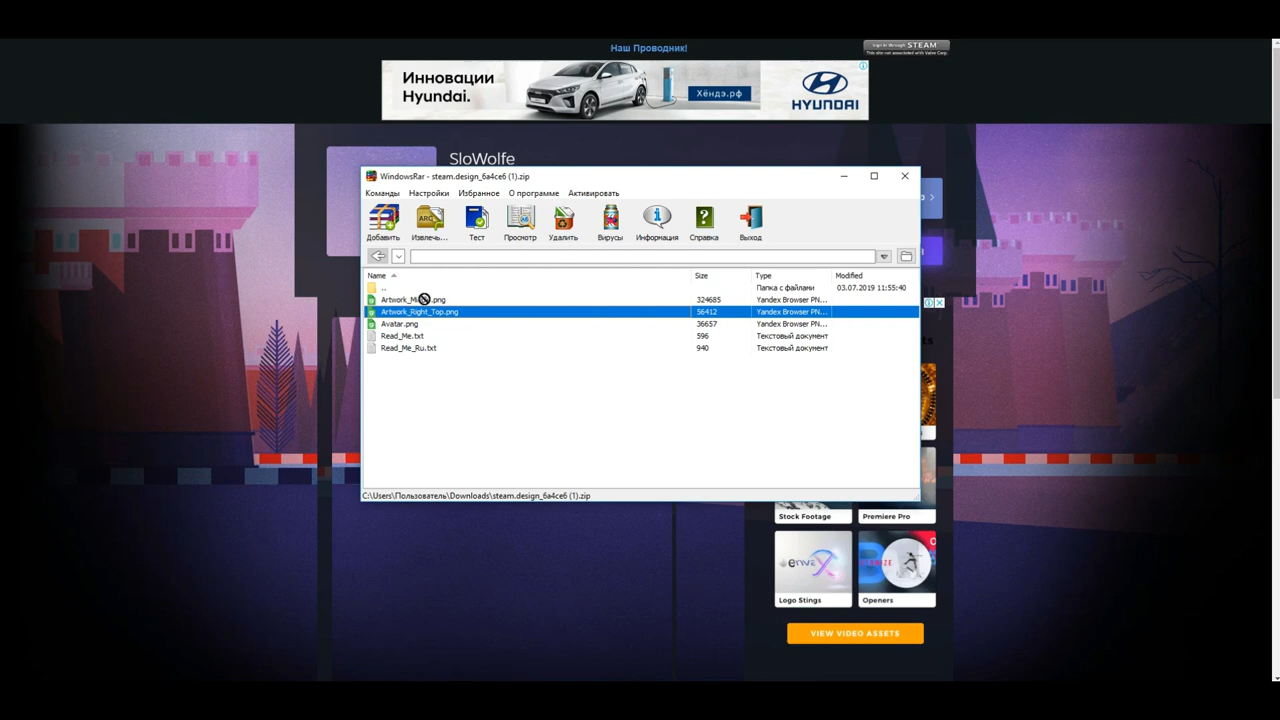 Наш Проводник!
Sign in through STEAM
This site not associated with Valve Corp.
Инновации
Hyundai.
Хёндэ.рф
HYUNDAI
SloWolfe
WindowsRar - steam.design_6a4ce6 (1).zip
Команды Настройки Избранное О программе Активировать
Добавить Извлечь... Тест Просмотр Удалить Вирусы Информация Справка Выход
Name Size Type Modified
.. Папка с файлами 03.07.2019 11:55:40
.png 324685 Yandex Browser PN...
Artwork_Right_Top.png 56412 Yandex Browser PN...
Avatar.png 36657 Yandex Browser PN...
Read_Me.txt 596 Текстовый документ
Read_Me_Ru.txt 940 Текстовый документ
C:\Users\Пользователь\Downloads\steam.design_6a4ce6 (1).zip
Stock Footage Premiere Pro
Logo Stings Openers
VIEW VIDEO ASSETS